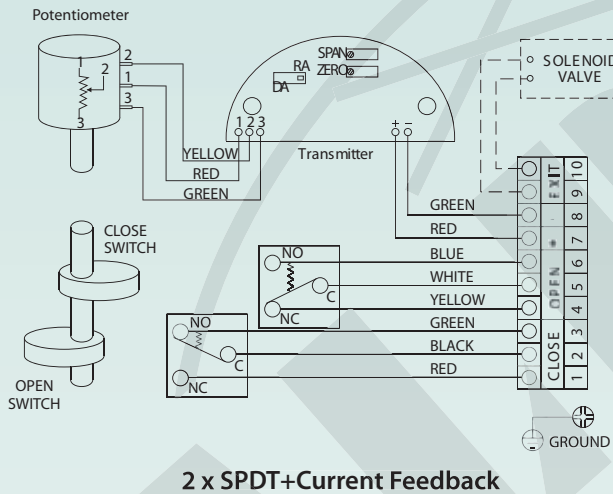 Potentiometer
1
2
3
2
1
3
SPAN
ZERO
RA
DA
1 2 3
+ −
Transmitter
SOLENOID
VALVE
YELLOW
RED
GREEN
CLOSE
SWITCH
OPEN
SWITCH
GREEN
RED
BLUE
WHITE
YELLOW
GREEN
BLACK
RED
NO
C
NC
NO
C
NC
EXIT
OPEN
CLOSE
10
9
8
7
6
5
4
3
2
1
GROUND
2 x SPDT+Current Feedback